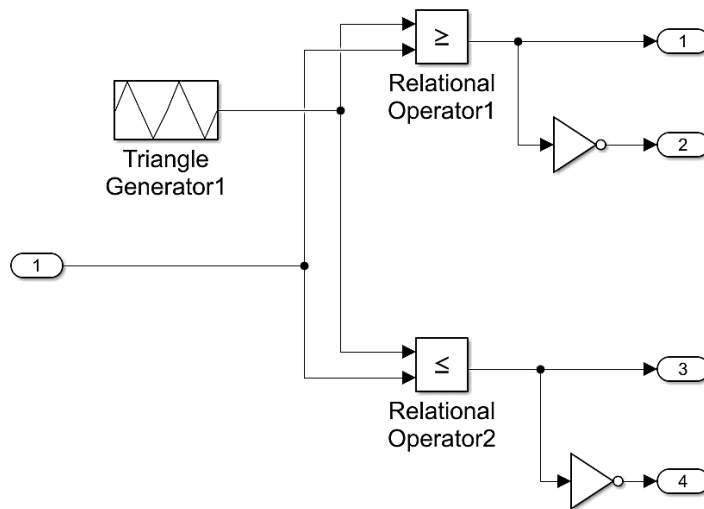 ≥
1
Relational
Operator1
2
Triangle
Generator1
1
≤
3
Relational
Operator2
4